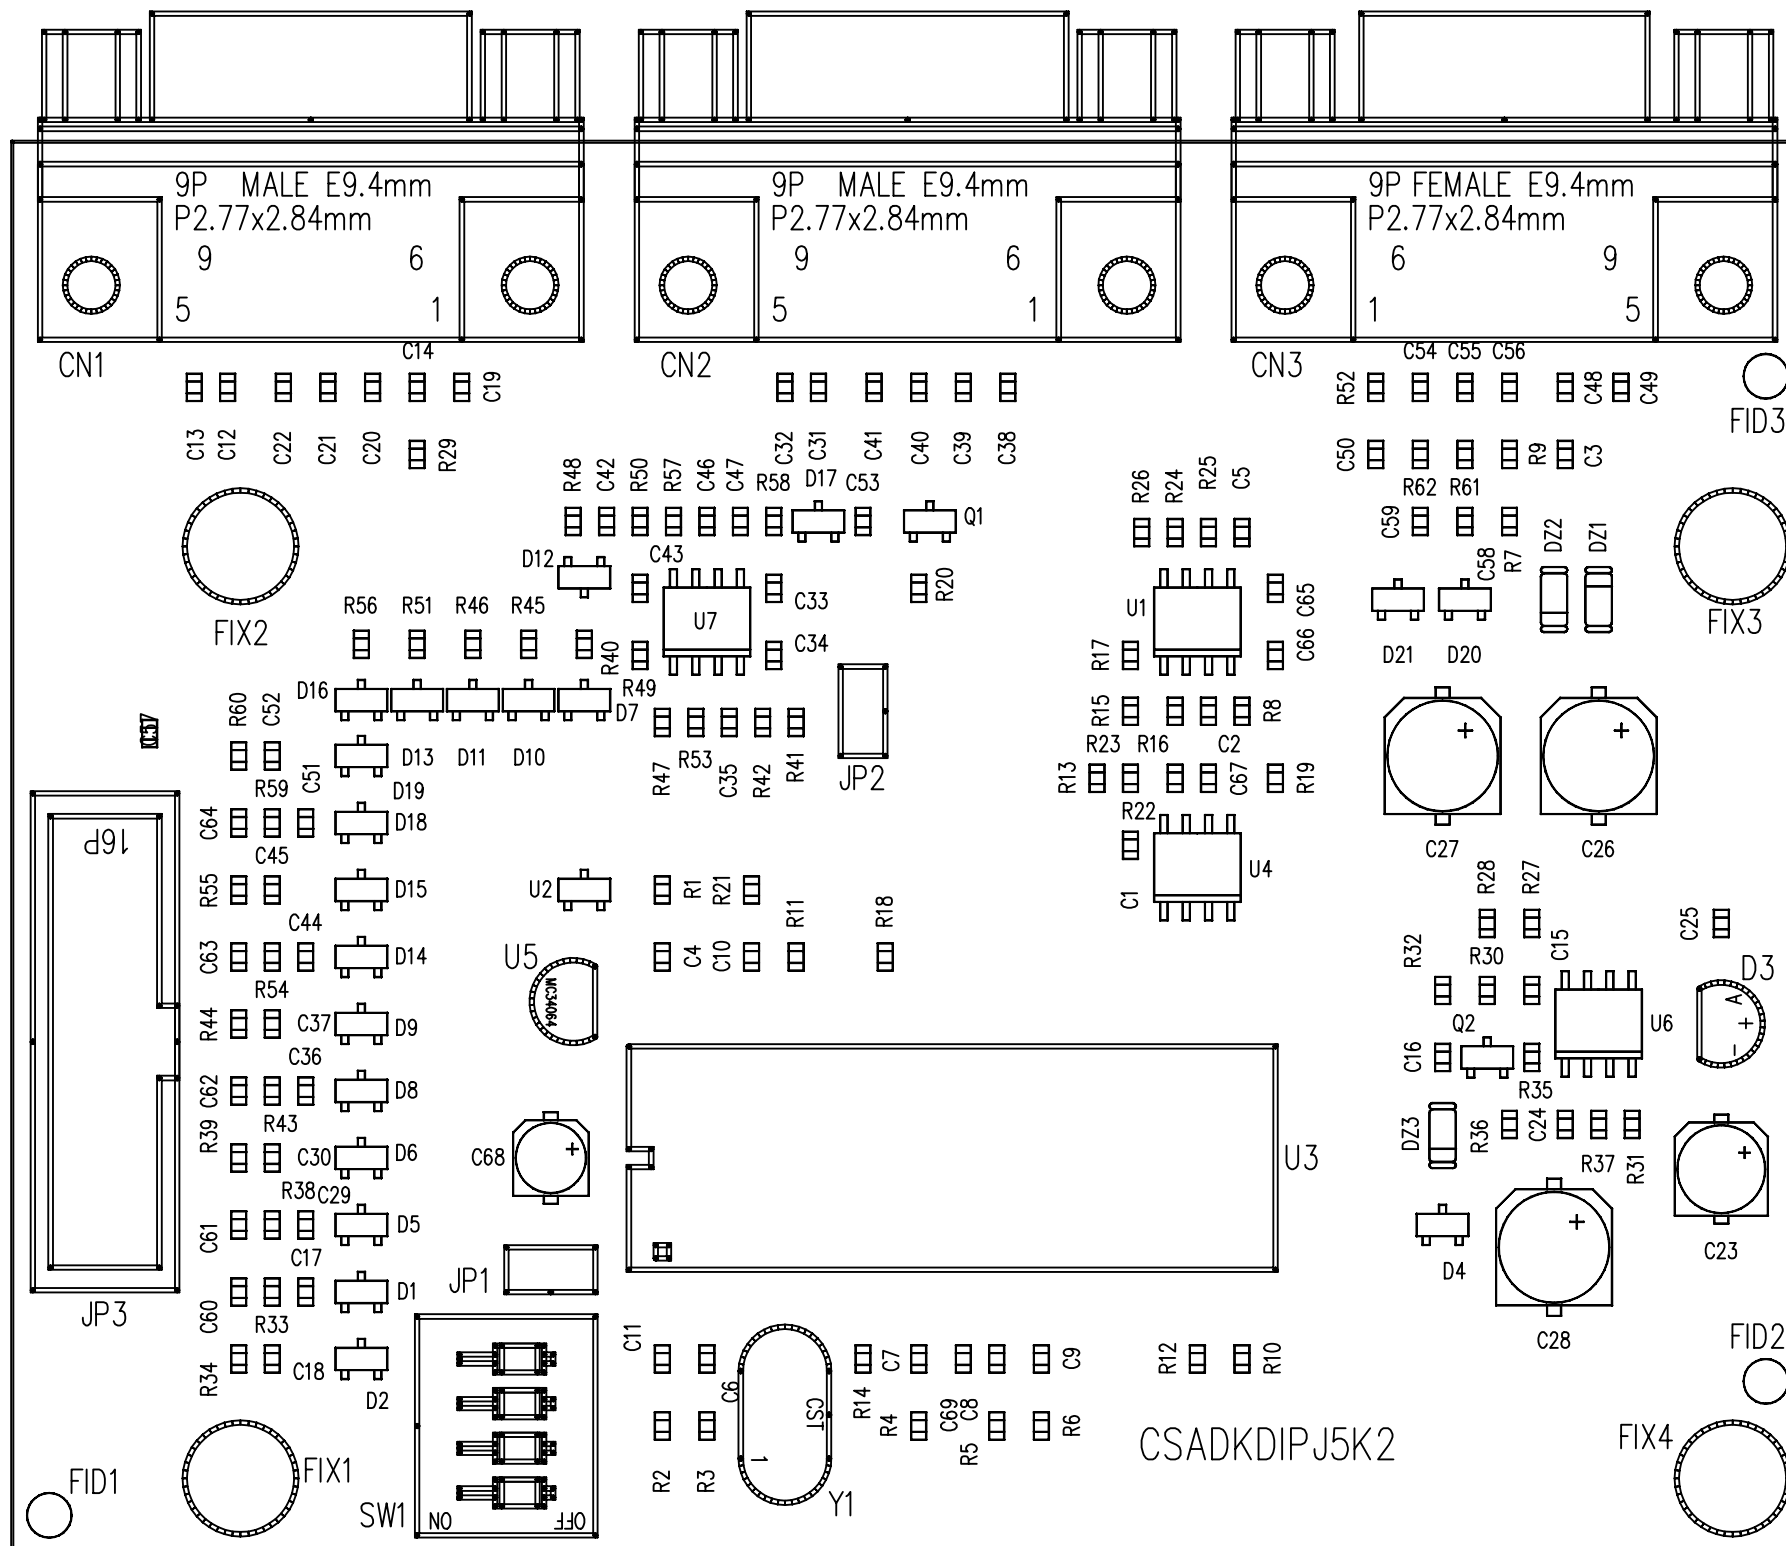 9P MALE E9.4mm
P2.77x2.84mm
9 6
5 1
CN1
9P MALE E9.4mm
P2.77x2.84mm
9 6
5 1
CN2
9P FEMALE E9.4mm
P2.77x2.84mm
6 9
1 5
CN3
C14
C19
C54 C55 C56
R52
C48
C49
FID3
C13
C12
C22
C21
C20
R29
C32
C31
C41
C40
C39
C38
C50
R9
C3
R48
C42
R50
R57
C46
C47
R58
D17
C53
Q1
R26
R24
R25
C5
R62 R61
C59
C58
R7
DZ2
DZ1
FIX2
D12
C43
U7
C33
C34
R20
U1
C65
C66
R17
FIX3
R56 R51 R46 R45
R40
R49
D21 D20
D16
D7
C57
R60
C52
D13 D11 D10
R47
R53
C35
R42
R41
JP2
R15
R23 R16
C2
R8
+
+
R13
C67
R19
R59
C51
D19
C64
D18
C45
16P
R22
U4
C1
C27 C26
R55
D15
U2
R1
R21
R11
R18
R28
R27
C25
C44
C63
D14
U5
MC34064
C4
C10
R32
R30
C15
D3
R54
R44
C37
D9
Q2
U6
A
+
-
C36
C62
D8
C16
R35
R39
R43
C30
D6
C68
+
U3
DZ3
R36
C24
R37
R31
+
R38
C29
C61
D5
+
C23
C17
D4
JP1
C60
D1
JP3
R33
C28
FID2
R34
C18
D2
C11
C6
CST
1
Y1
R14
C7
C9
R12
R10
R4
C69
C8
R5
R6
R2
R3
CSADKDIPJ5K2
FIX4
FID1
FIX1
SW1
ON
OFF